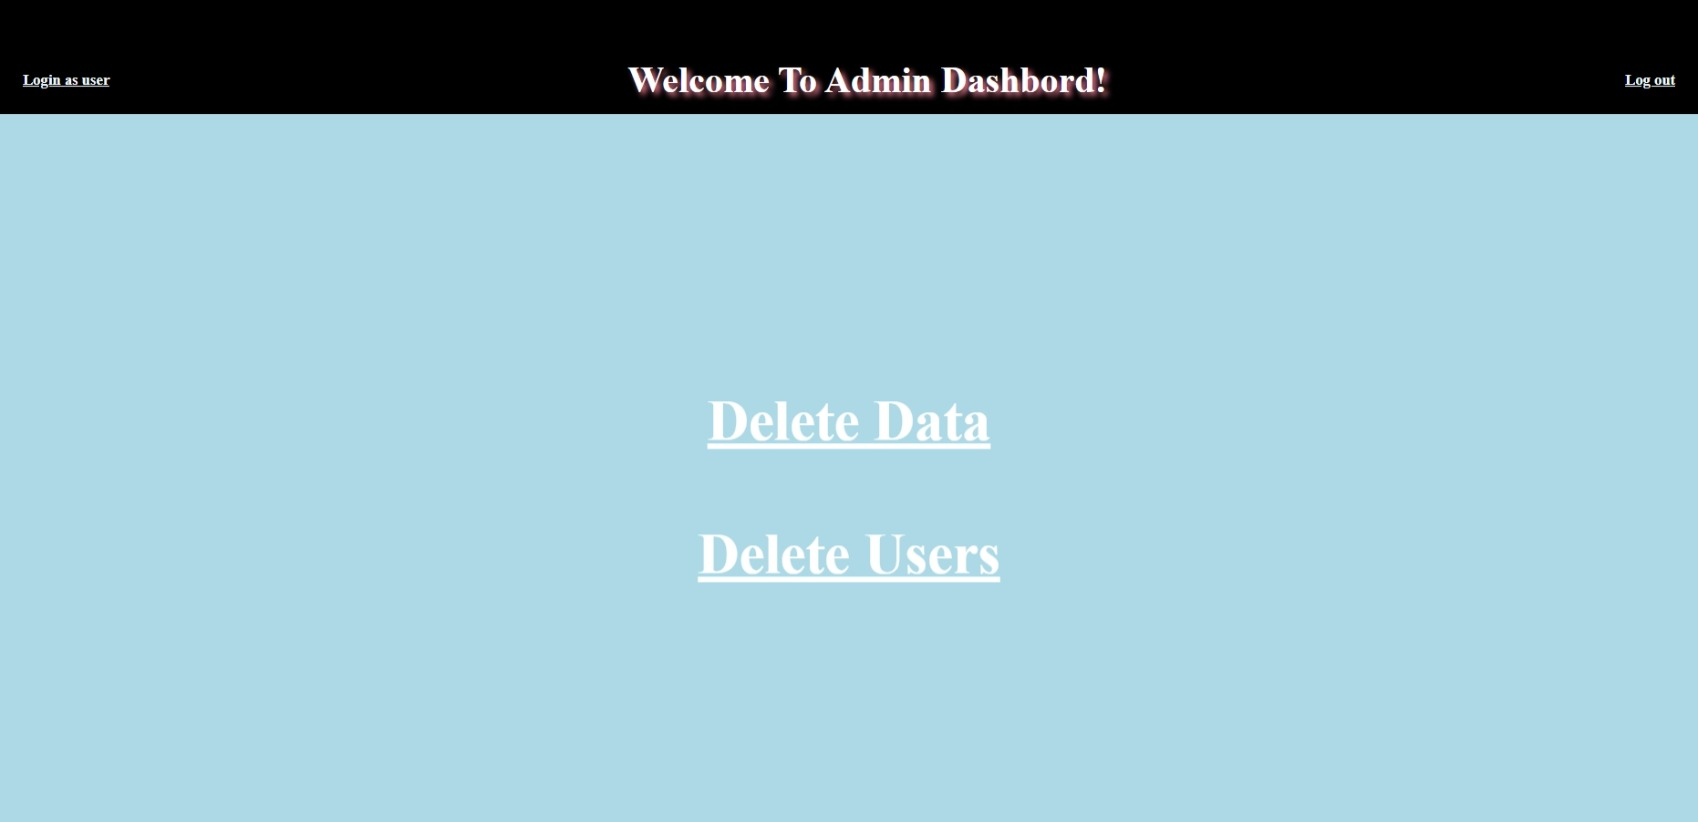 Login as user
Welcome To Admin Dashbord!
Log out
Delete Data
Delete Users